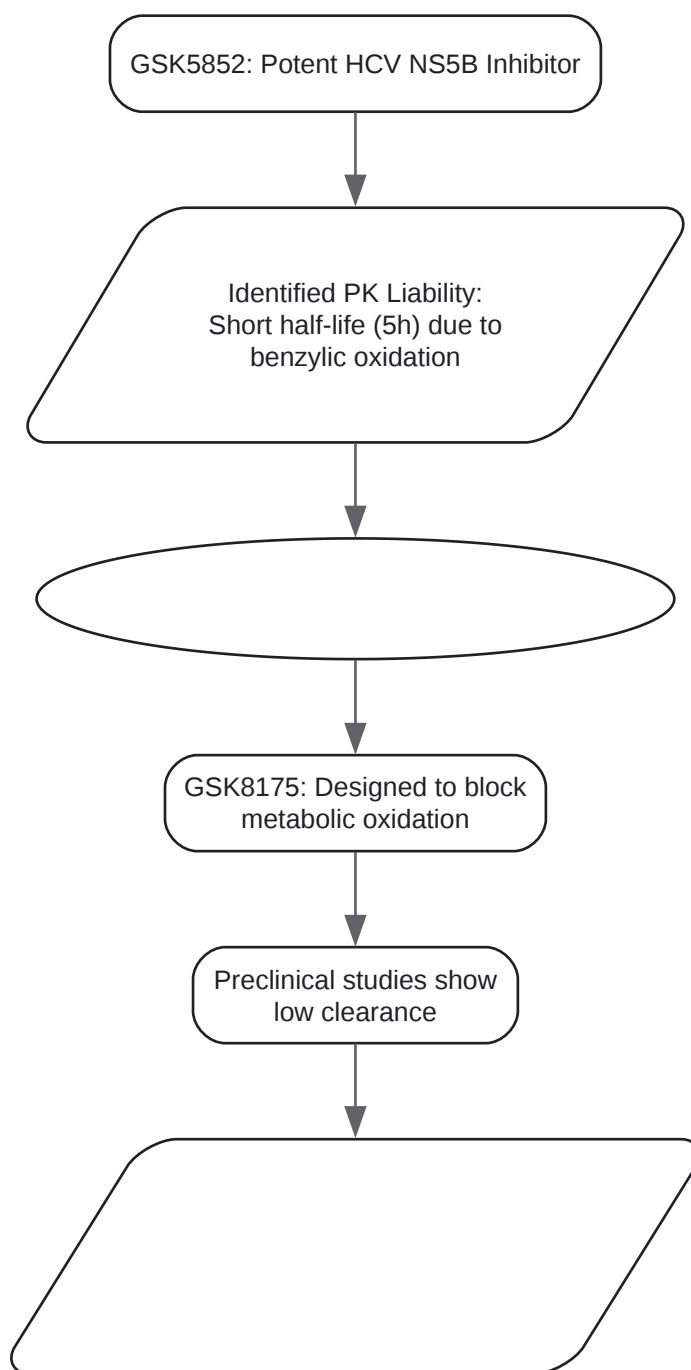 GSK5852: Potent HCV NS5B Inhibitor
Identified PK Liability:
Short half-life (5h) due to
benzylic oxidation
GSK8175: Designed to block
metabolic oxidation
Preclinical studies show
low clearance